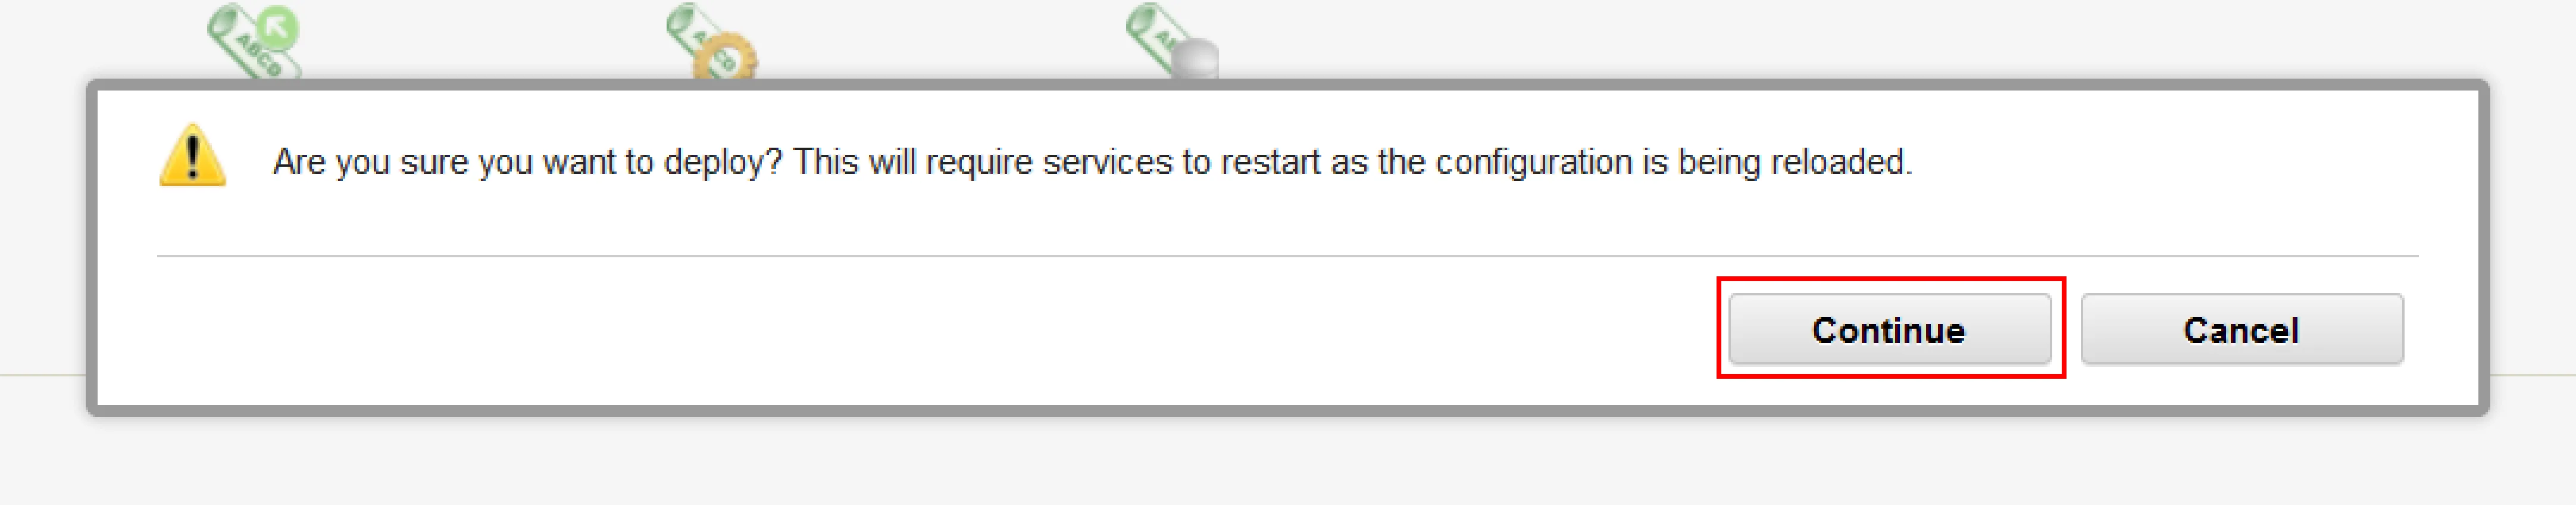 ABCD
Are you sure you want to deploy? This will require services to restart as the configuration is being reloaded.
Continue
Cancel